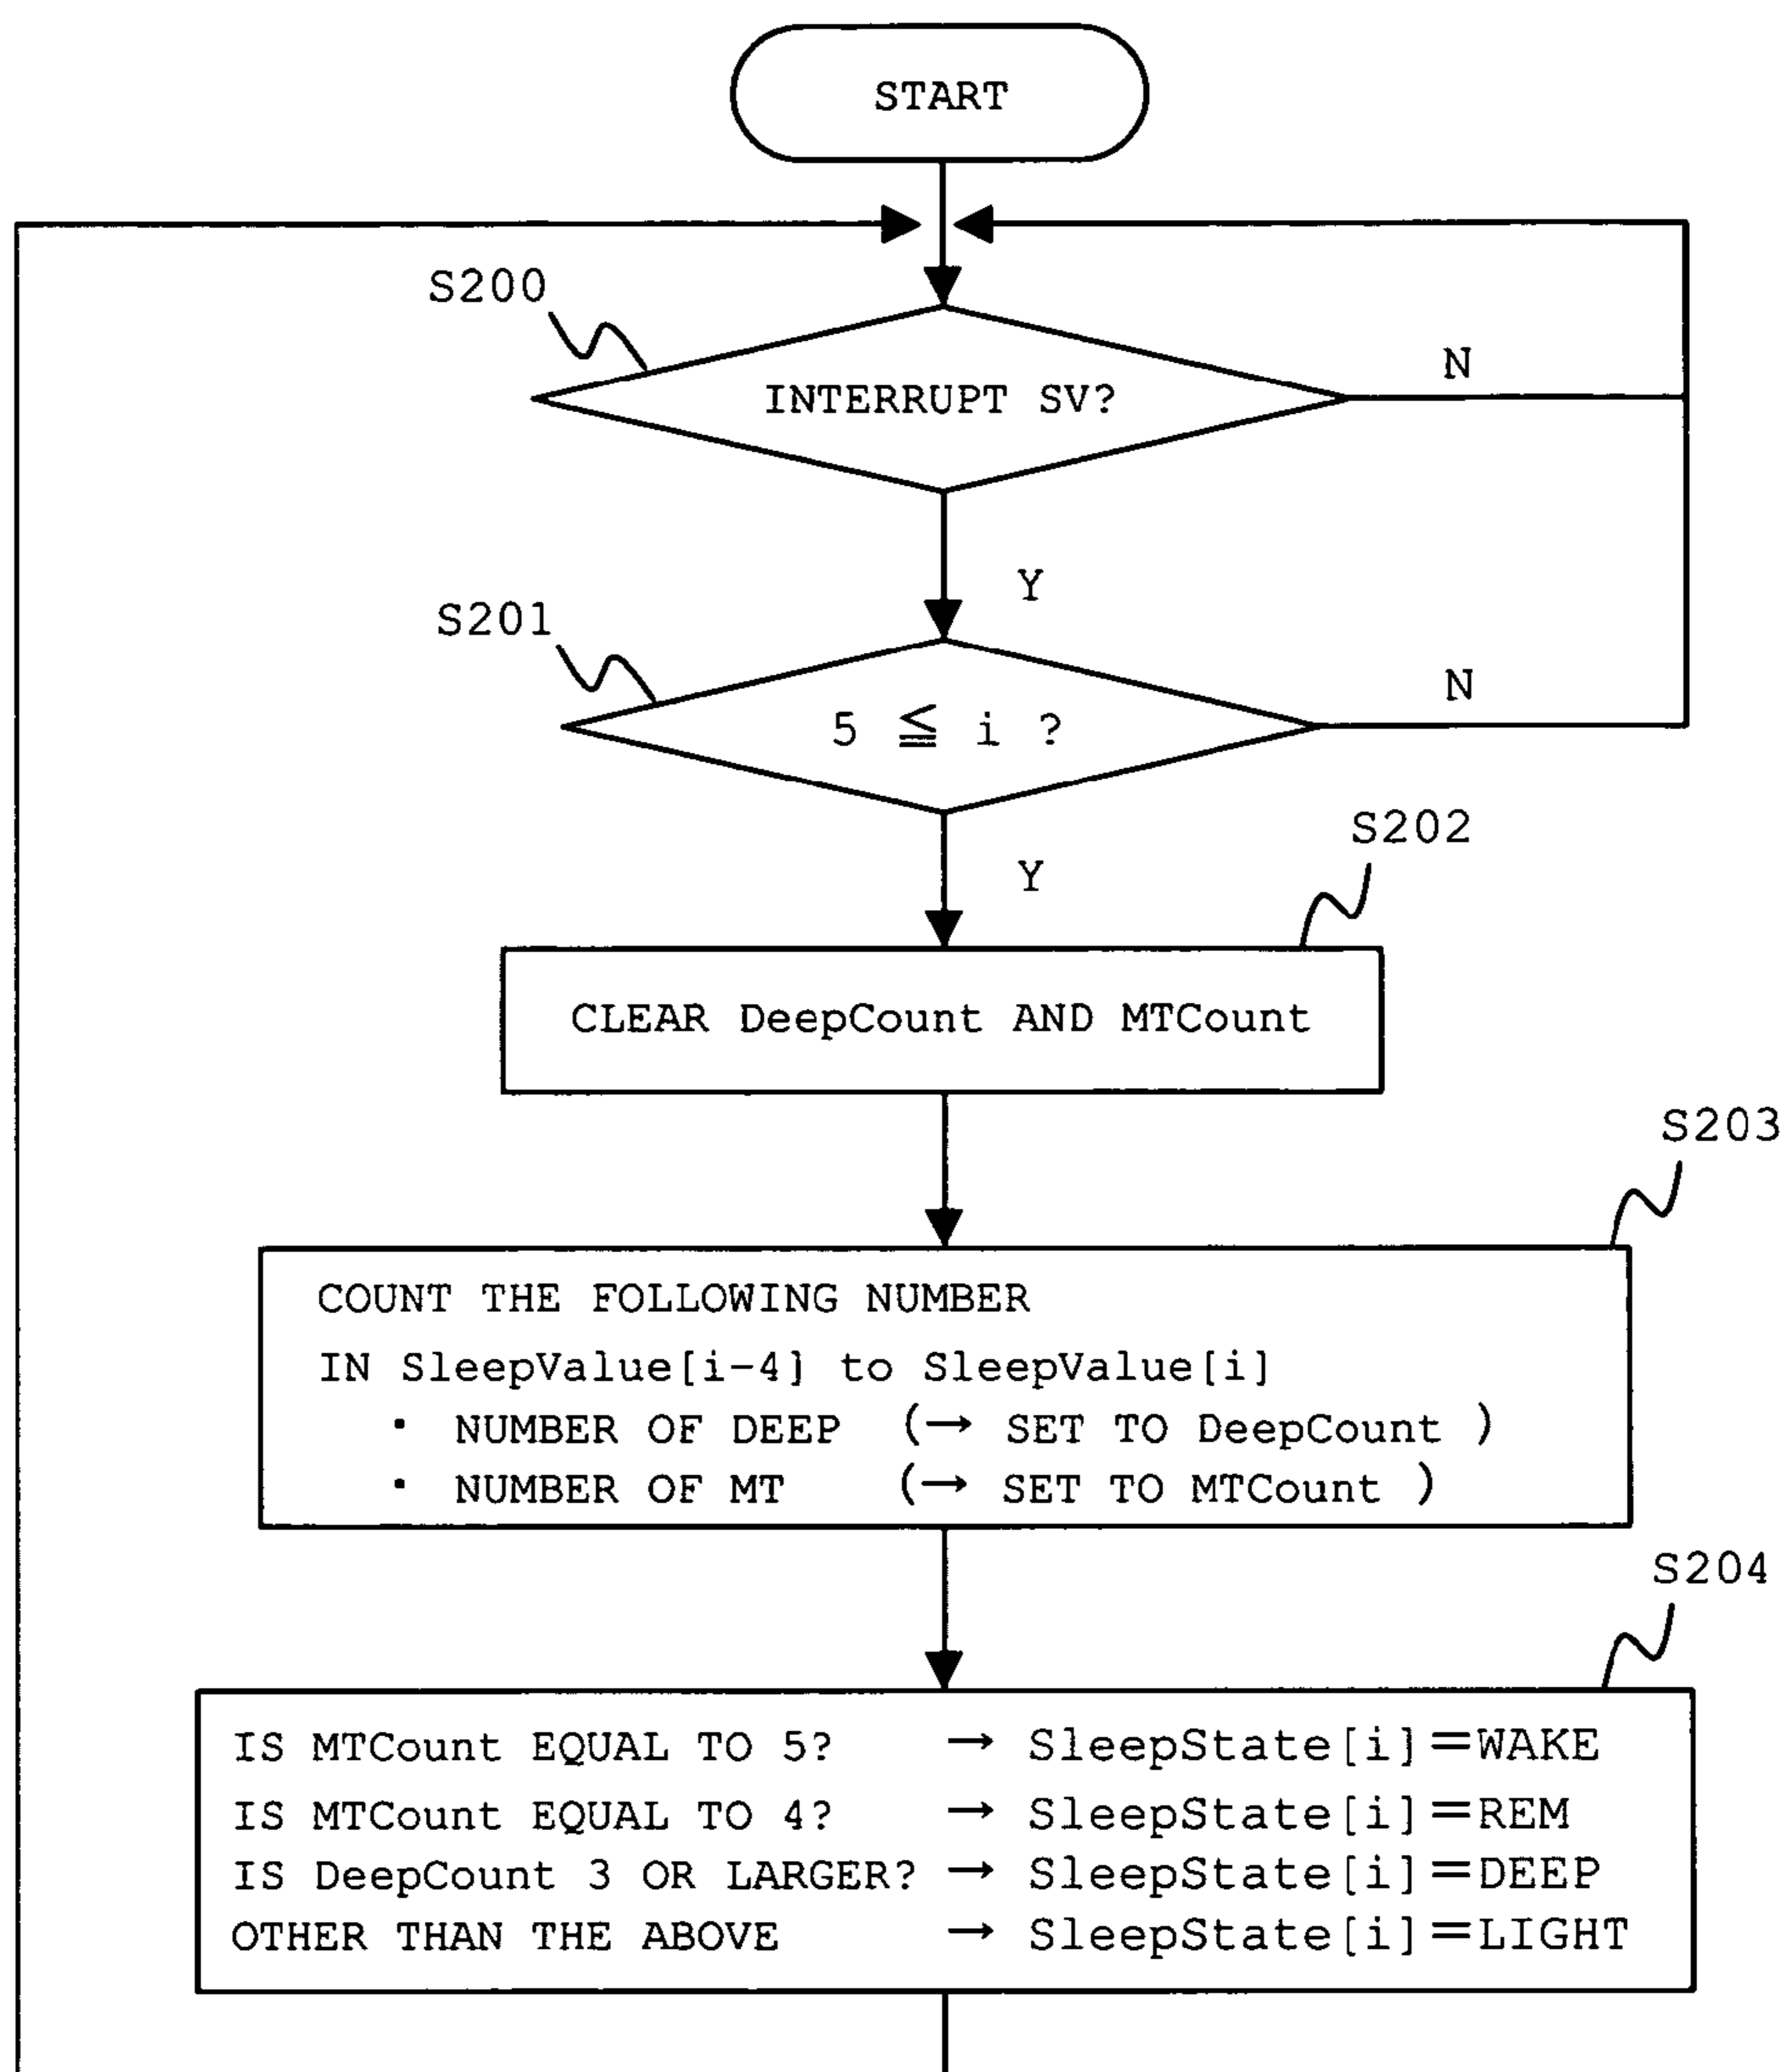 START
S200
INTERRUPT SV?
N
Y
S201
5 ≦ i ?
N
Y
S202
CLEAR DeepCount AND MTCount
S203
COUNT THE FOLLOWING NUMBER
IN SleepValue[i-4] to SleepValue[i]
・ NUMBER OF DEEP (→ SET TO DeepCount )
・ NUMBER OF MT (→ SET TO MTCount )
S204
IS MTCount EQUAL TO 5? → SleepState[i]=WAKE
IS MTCount EQUAL TO 4? → SleepState[i]=REM
IS DeepCount 3 OR LARGER? → SleepState[i]=DEEP
OTHER THAN THE ABOVE → SleepState[i]=LIGHT